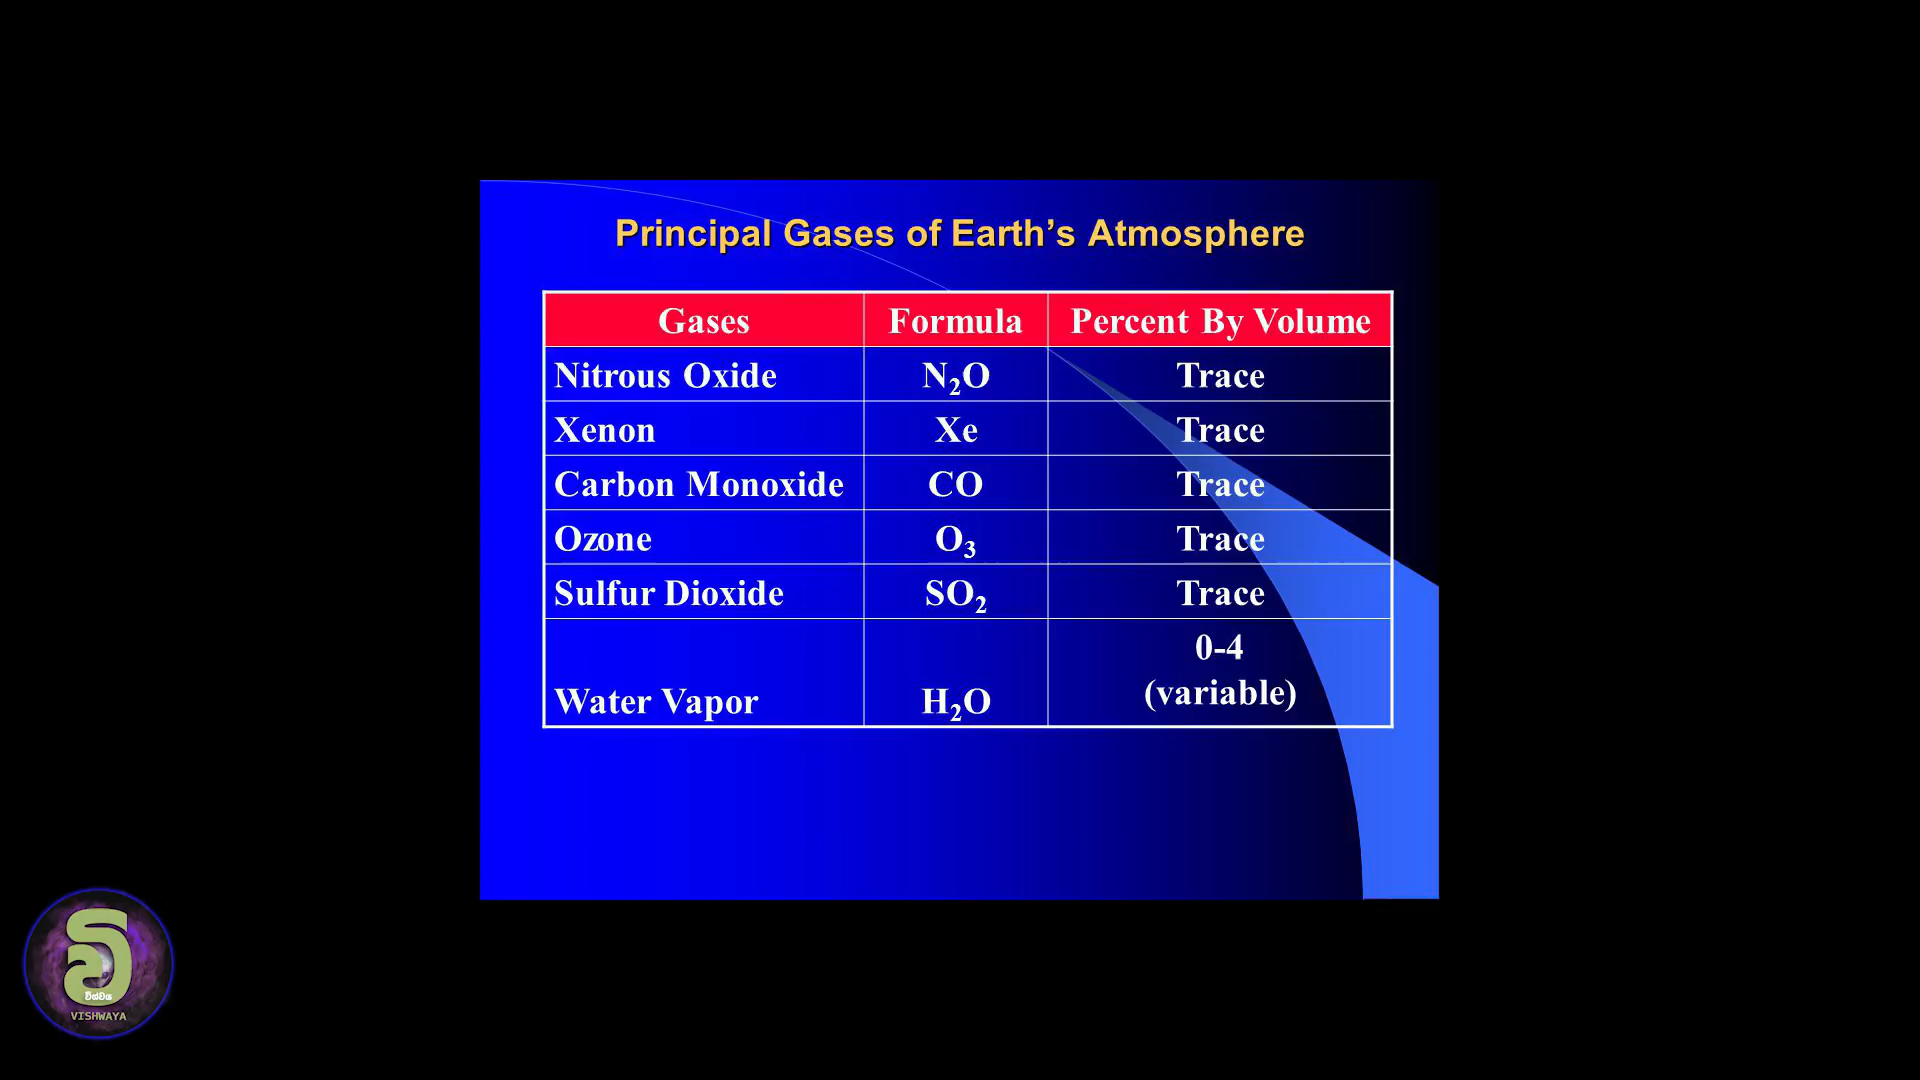 Principal Gases of Earth’s Atmosphere
Gases Formula Percent By Volume
Nitrous Oxide N₂O Trace
Xenon Xe Trace
Carbon Monoxide CO Trace
Ozone O₃ Trace
Sulfur Dioxide SO₂ Trace
Water Vapor H₂O 0-4
(variable)
වි
විශ්වය
VISHWAYA